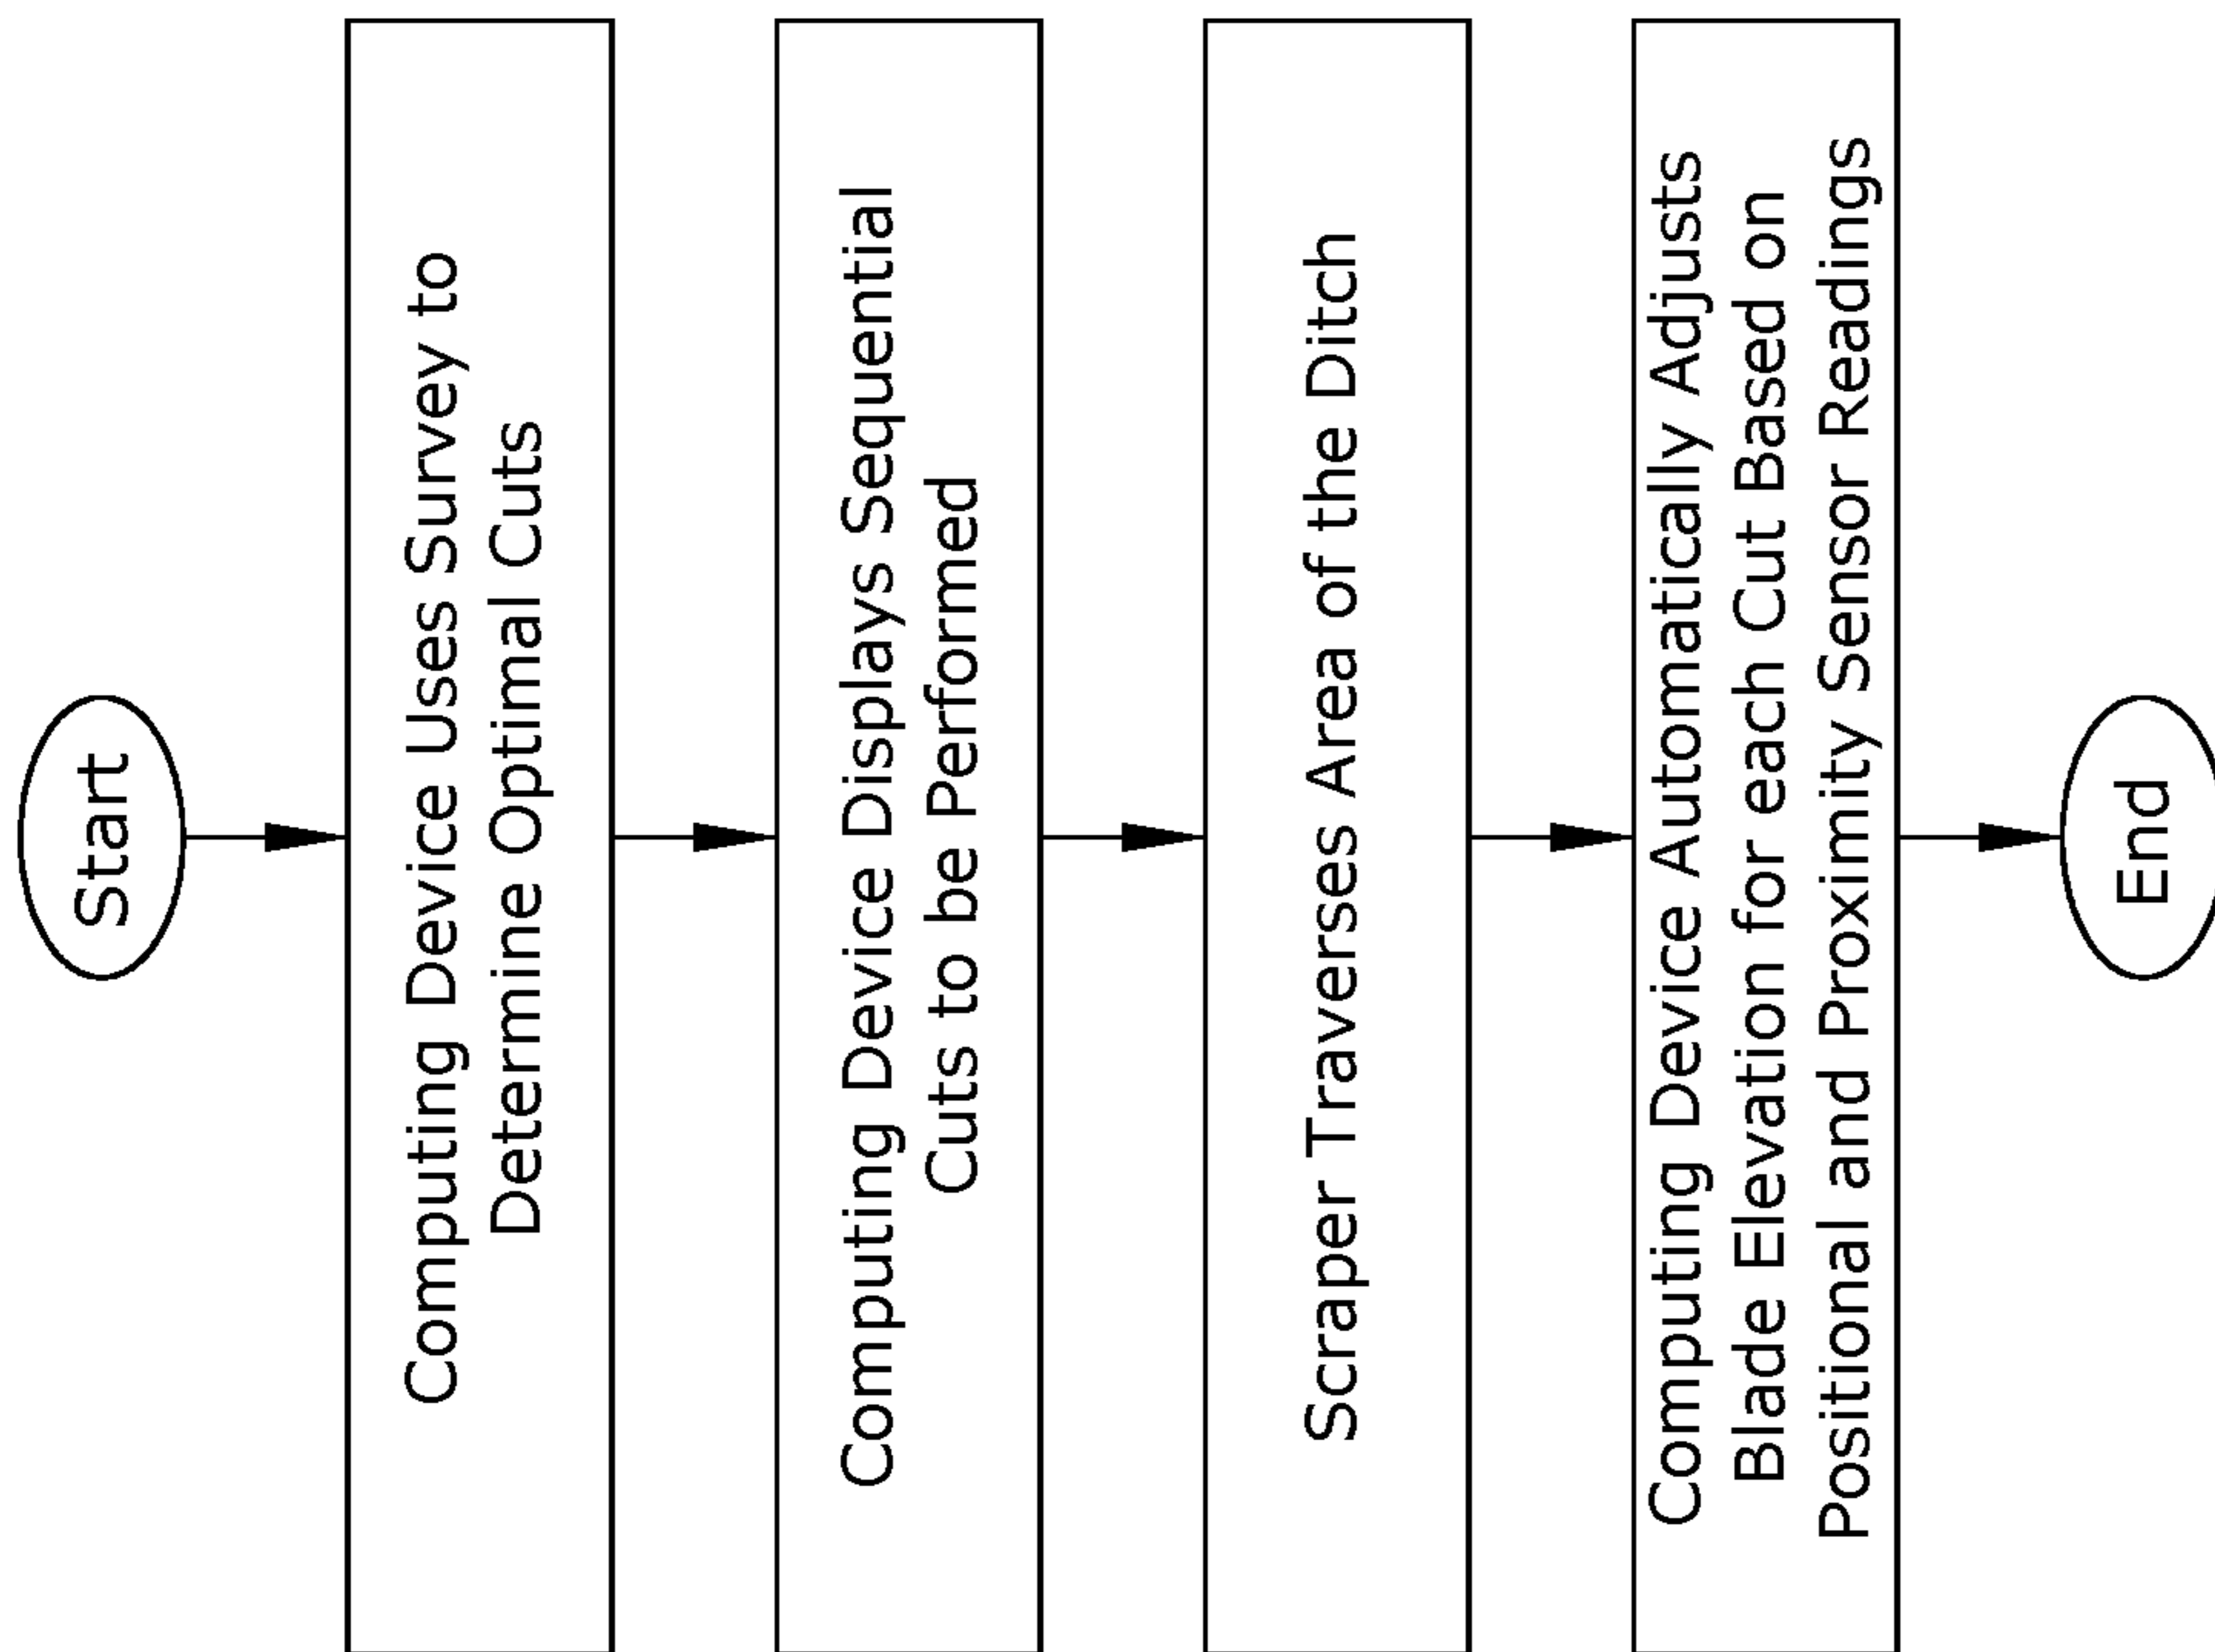 Start
Computing Device Uses Survey to
Determine Optimal Cuts
Computing Device Displays Sequential
Cuts to be Performed
Scraper Traverses Area of the Ditch
Computing Device Automatically Adjusts
Blade Elevation for each Cut Based on
Positional and Proximity Sensor Readings
End